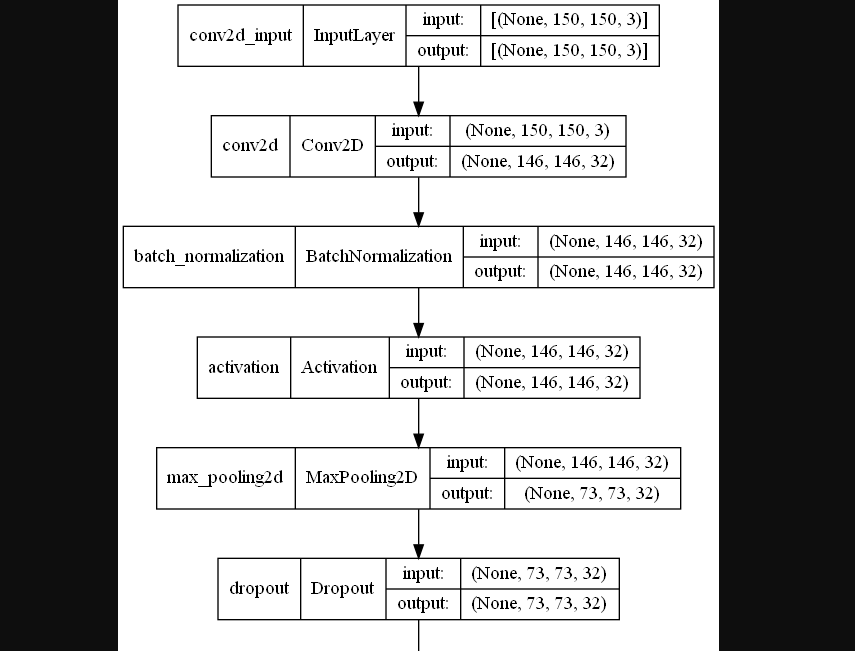 conv2d_input InputLayer input: [(None, 150, 150, 3)]
output: [(None, 150, 150, 3)]
conv2d Conv2D input: (None, 150, 150, 3)
output: (None, 146, 146, 32)
batch_normalization BatchNormalization input: (None, 146, 146, 32)
output: (None, 146, 146, 32)
activation Activation input: (None, 146, 146, 32)
output: (None, 146, 146, 32)
max_pooling2d MaxPooling2D input: (None, 146, 146, 32)
output: (None, 73, 73, 32)
dropout Dropout input: (None, 73, 73, 32)
output: (None, 73, 73, 32)